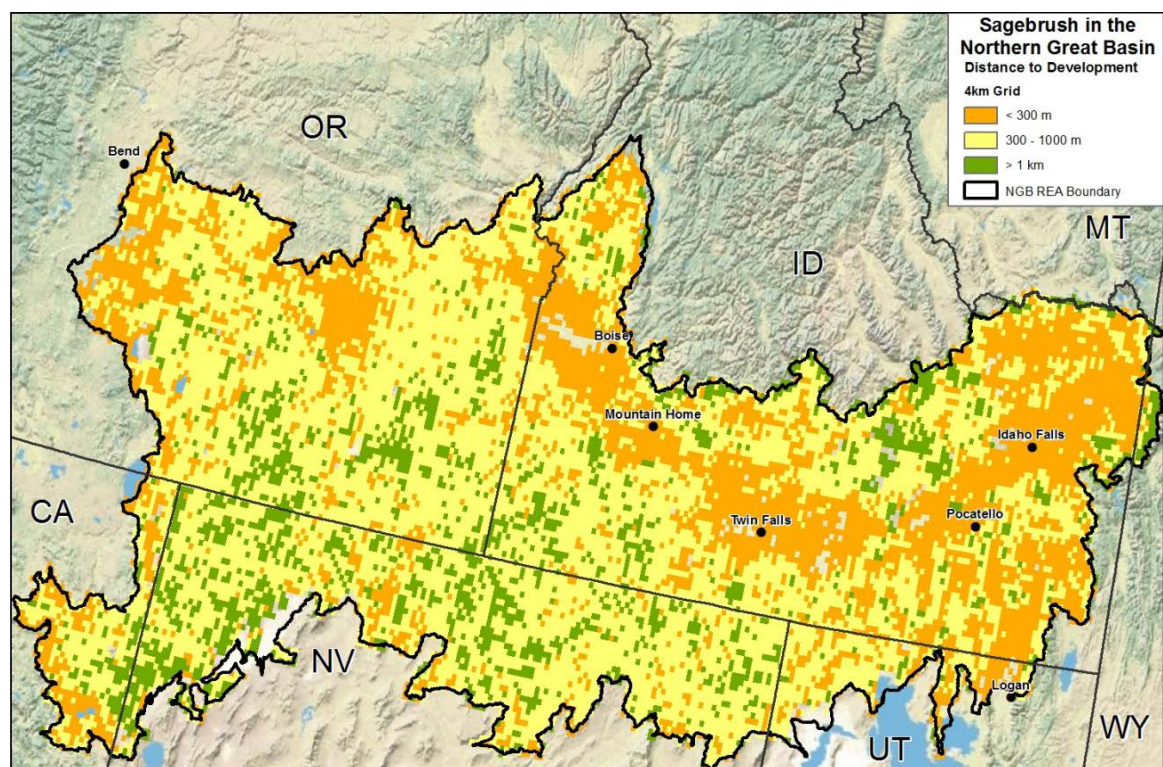 Sagebrush in the
Northern Great Basin
Distance to Development
4km Grid
< 300 m
300 - 1000 m
> 1 km
NGB REA Boundary
OR
Bend
MT
ID
Boise
Mountain Home
Idaho Falls
CA
Twin Falls
Pocatello
NV
Logan
WY
UT